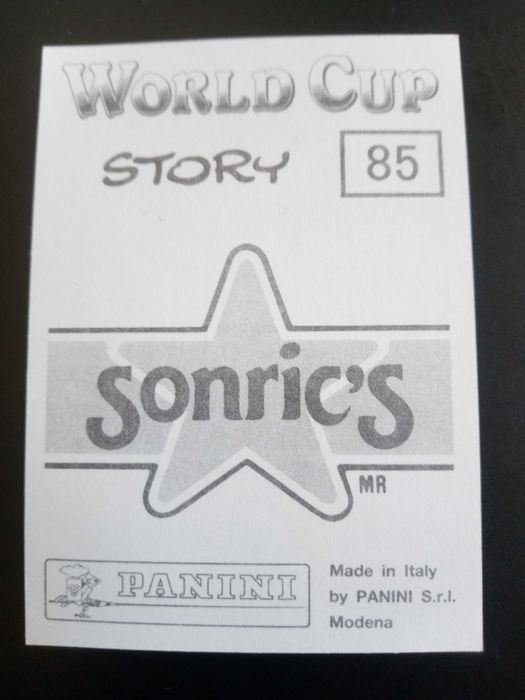 WORLD CUP
STORY
85
sonric's
MR
PANINI
Made in Italy
by PANINI S.r.l.
Modena